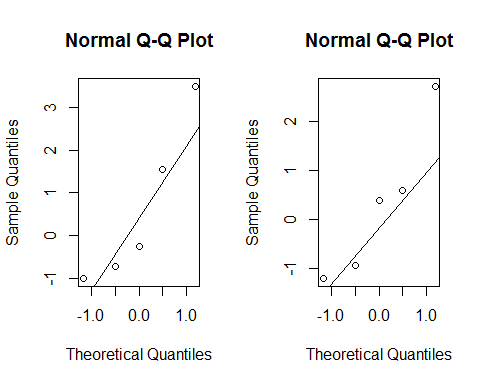 Normal Q-Q Plot
Sample Quantiles
3
2
1
0
-1
-1.0 0.0 1.0
Theoretical Quantiles
Normal Q-Q Plot
Sample Quantiles
2
1
0
-1
-1.0 0.0 1.0
Theoretical Quantiles